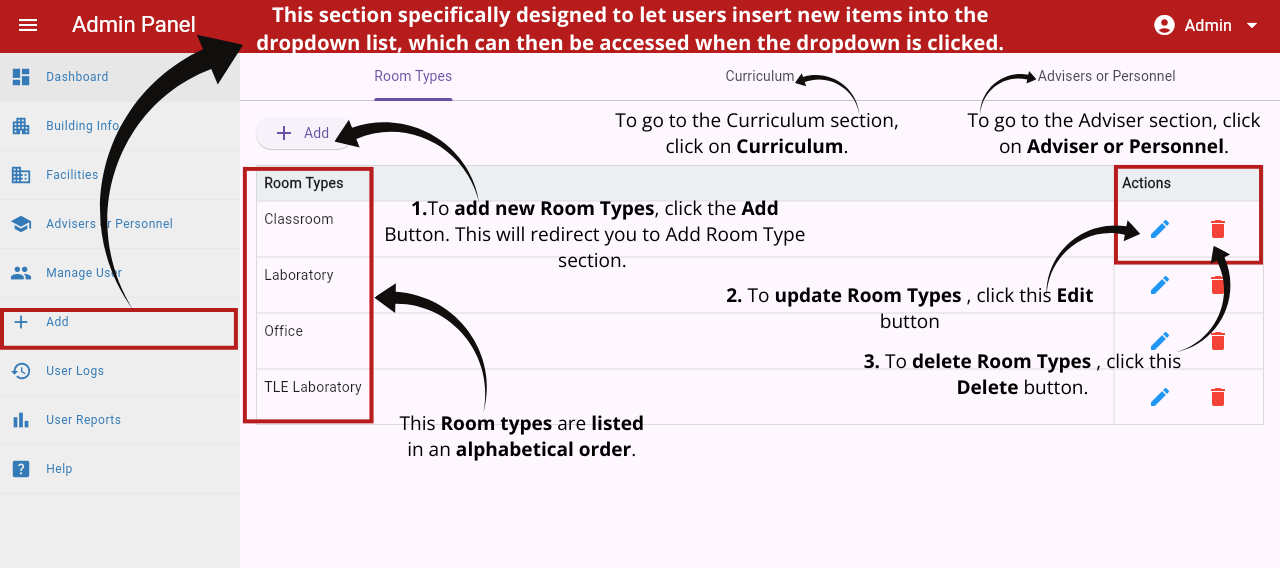 Admin Panel
This section specifically designed to let users insert new items into the
dropdown list, which can then be accessed when the dropdown is clicked.
Admin
Dashboard
Building Info
Facilities
Advisers or Personnel
Manage User
Add
User Logs
User Reports
Help
Room Types
Curriculum
Advisers or Personnel
Add
To go to the Curriculum section,
click on Curriculum.
To go to the Adviser section, click
on Adviser or Personnel.
Room Types
Actions
Classroom
Laboratory
Office
TLE Laboratory
1.To add new Room Types, click the Add
Button. This will redirect you to Add Room Type
section.
2. To update Room Types , click this Edit
button
3. To delete Room Types , click this
Delete button.
This Room types are listed
in an alphabetical order.